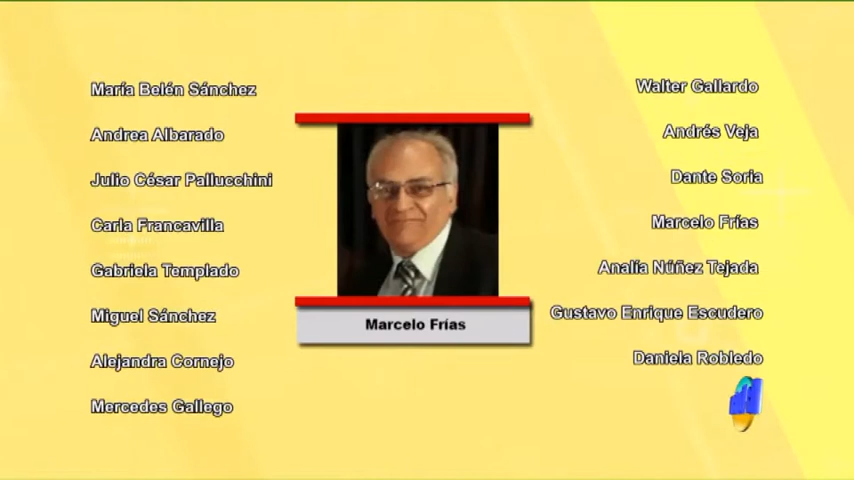 María Belén Sánchez
Andrea Albarado
Julio César Pallucchini
Carla Francavilla
Gabriela Templado
Miguel Sánchez
Alejandra Cornejo
Mercedes Gallego
Marcelo Frías
Walter Gallardo
Andrés Veja
Dante Soria
Marcelo Frías
Analía Núñez Tejada
Gustavo Enrique Escudero
Daniela Robledo